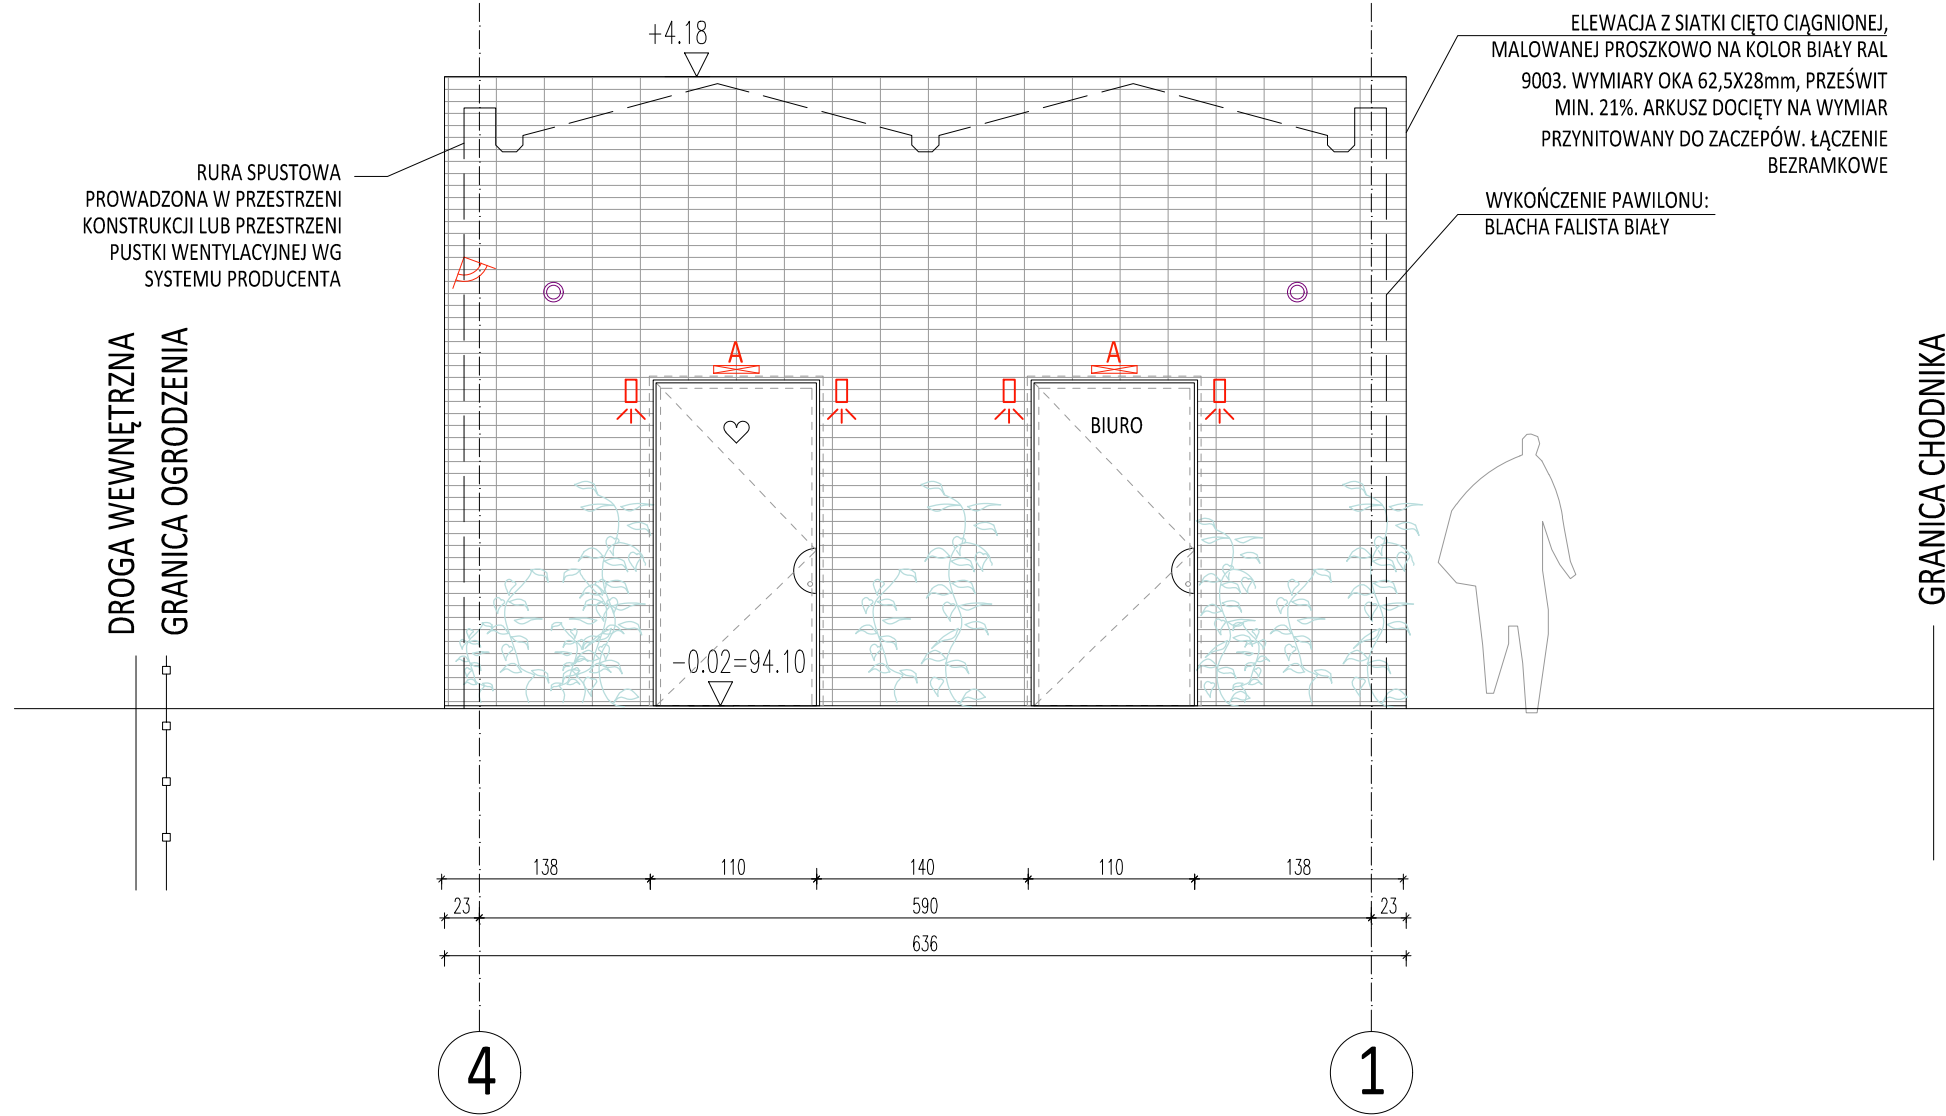 +4.18
ELEWACJA Z SIATKI CIĘTO CIĄGNIONEJ,
MALOWANEJ PROSZKOWO NA KOLOR BIAŁY RAL
9003. WYMIARY OKA 62,5X28mm, PRZEŚWIT
MIN. 21%. ARKUSZ DOCIĘTY NA WYMIAR
PRZYNITOWANY DO ZACZEPÓW. ŁĄCZENIE
BEZRAMKOWE
RURA SPUSTOWA
PROWADZONA W PRZESTRZENI
KONSTRUKCJI LUB PRZESTRZENI
PUSTKI WENTYLACYJNEJ WG
SYSTEMU PRODUCENTA
WYKOŃCZENIE PAWILONU:
BLACHA FALISTA BIAŁY
DROGA WEWNĘTRZNA
GRANICA OGRODZENIA
GRANICA CHODNIKA
A
A
BIURO
-0.02=94.10
138
110
140
110
138
23
590
23
636
4
1